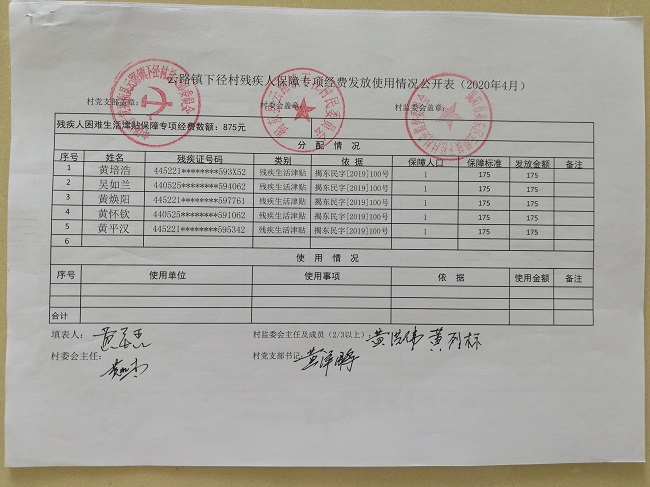 云路镇下径村残疾人保障专项经费发放使用情况公开表（2020年4月）
村党支部盖章： 村委会盖章： 村监委会盖章：
残疾人困难生活津贴保障专项经费数额：875元
分配情况
序号 姓名 残疾证号码 类别 依据 保障人口 保障标准 发放金额 备注
1 黄培浩 445221********593X52 残疾生活津贴 揭东民字[2019]100号 1 175 175
2 吴如兰 440525********594062 残疾生活津贴 揭东民字[2019]100号 1 175 175
3 黄焕阳 445221********597761 残疾生活津贴 揭东民字[2019]100号 1 175 175
4 黄怀钦 440525********591062 残疾生活津贴 揭东民字[2019]100号 1 175 175
5 黄平汉 445221********595342 残疾生活津贴 揭东民字[2019]100号 1 175 175
6
使用情况
序号 使用单位 使用事项 依据 使用金额 备注
合计
填表人： 村监委会主任及成员（2/3以上）： 黄浩伟 黄列标
村委会主任： 村党支部书记：